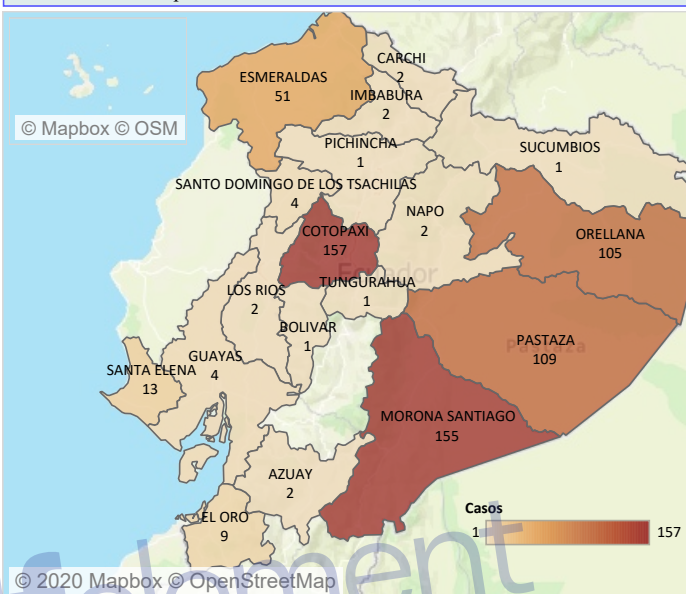 CARCHI
2
ESMERALDAS
51
IMBABURA
2
© Mapbox © OSM
PICHINCHA
1
SUCUMBIOS
1
SANTO DOMINGO DE LOS TSACHILAS
4
NAPO
2
COTOPAXI
157
ORELLANA
105
Ecuador
TUNGURAHUA
1
LOS RIOS
2
BOLIVAR
1
PASTAZA
109
Pastaza
GUAYAS
4
SANTA ELENA
13
MORONA SANTIAGO
155
AZUAY
2
EL ORO
9
Casos
1
157
© 2020 Mapbox © OpenStreetMap